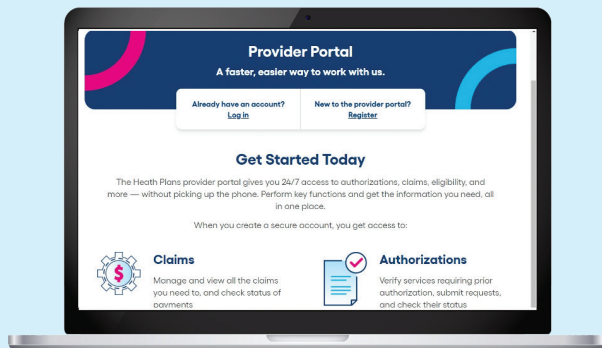 Provider Portal
A faster, easier way to work with us.
Already have an account?
Log in
New to the provider portal?
Register
Get Started Today
The Heath Plans provider portal gives you 24/7 access to authorizations, claims, eligibility, and
more — without picking up the phone. Perform key functions and get the information you need, all
in one place.
When you create a secure account, you get access to:
Claims
Manage and view all the claims
you need to, and check status of
payments
Authorizations
Verify services requiring prior
authorization, submit requests,
and check their status